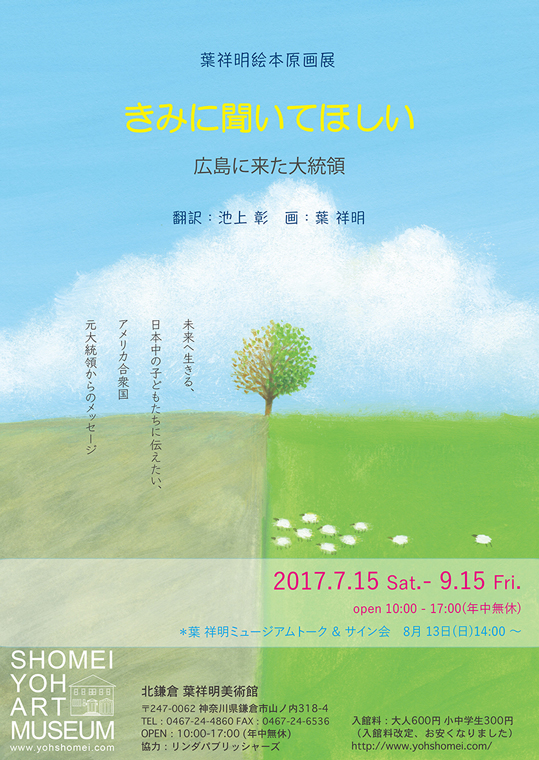 葉祥明絵本原画展
きみに聞いてほしい
広島に来た大統領
翻訳：池上 彰　画：葉 祥明
未来へ生きる、
日本中の子どもたちに伝えたい、
アメリカ合衆国
元大統領からのメッセージ
2017.7.15 Sat.- 9.15 Fri.
open 10:00 - 17:00(年中無休)
＊葉 祥明ミュージアムトーク & サイン会　8月 13日(日)14:00 ～
SHOMEI
YOH
ART
MUSEUM
www.yohshomei.com
北鎌倉 葉祥明美術館
〒247-0062 神奈川県鎌倉市山ノ内318-4
TEL : 0467-24-4860 FAX : 0467-24-6536
OPEN : 10:00-17:00 (年中無休)
協力：リンダパブリッシャーズ
入館料：大人600円 小中学生300円
（入館料改定、お安くなりました）
http://www.yohshomei.com/